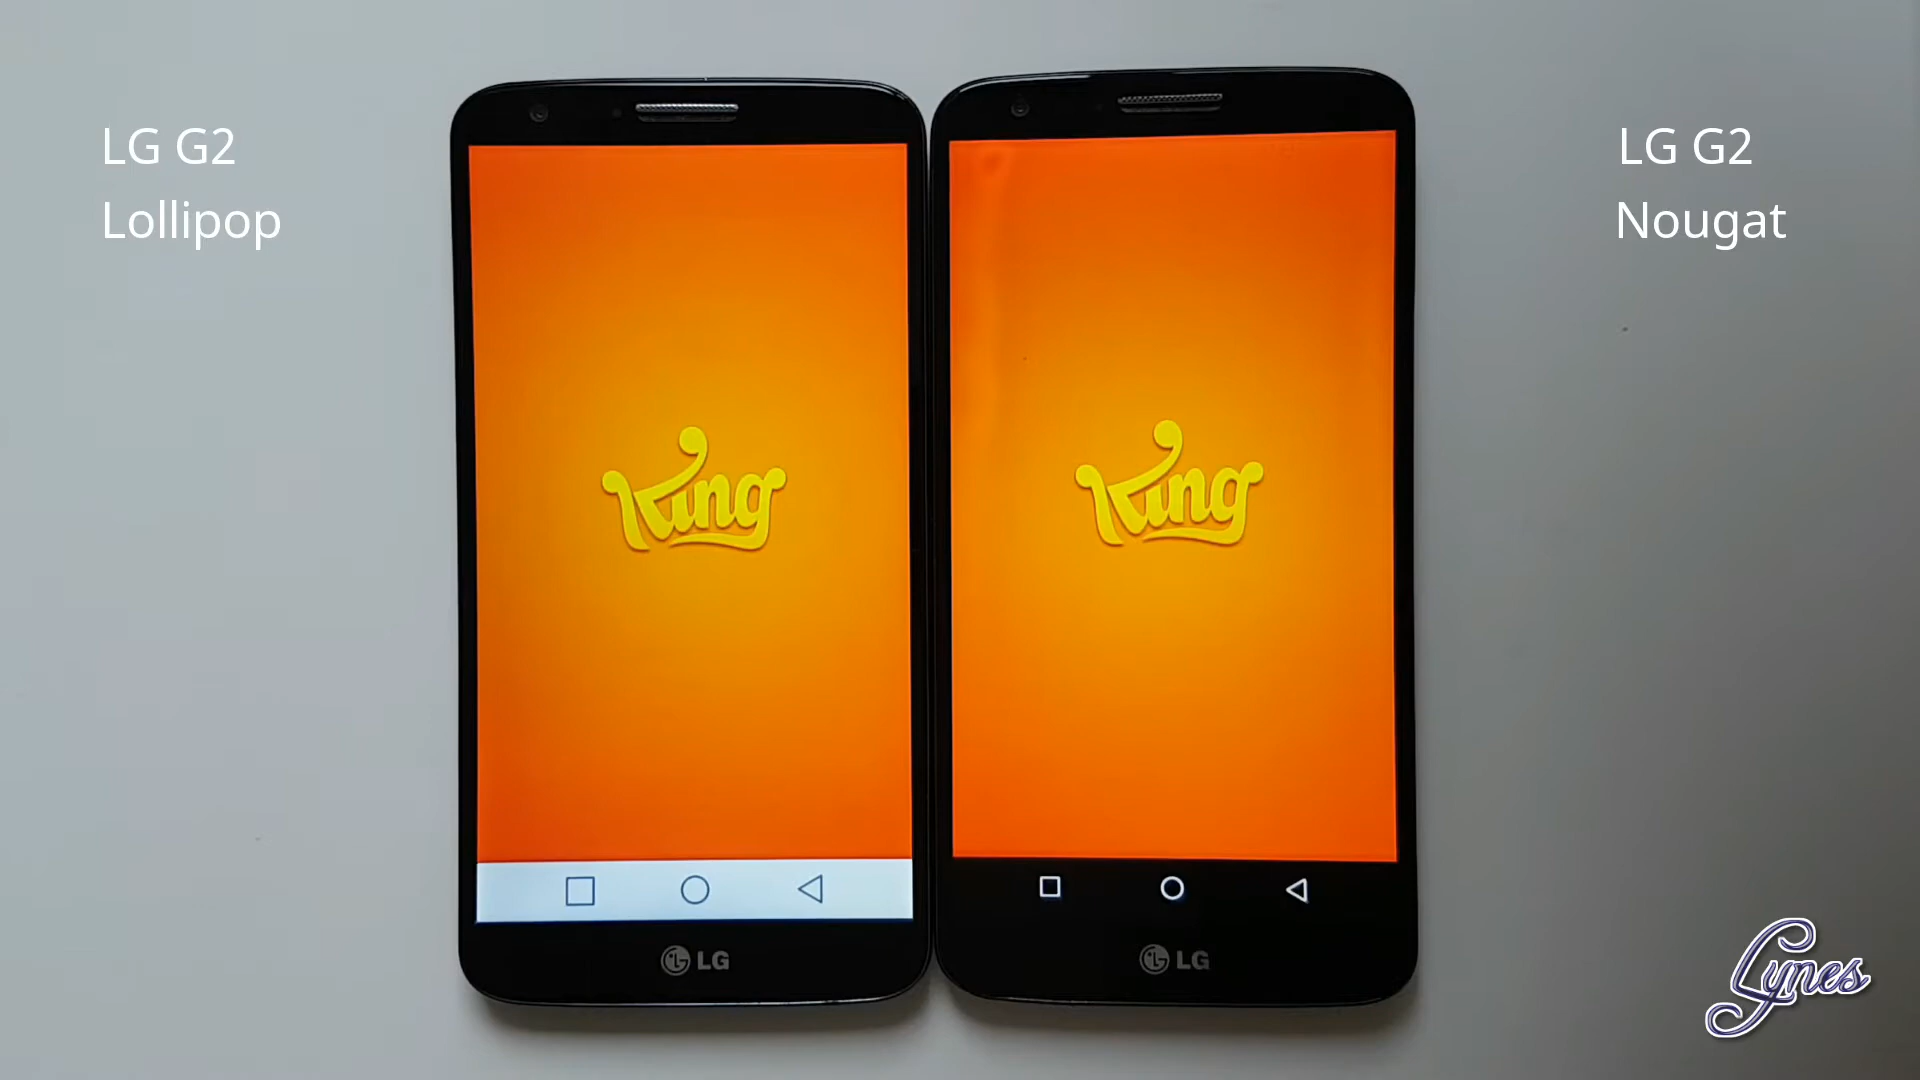 LG G2
Lollipop
LG G2
Nougat
King
King
LG
LG
Lynes